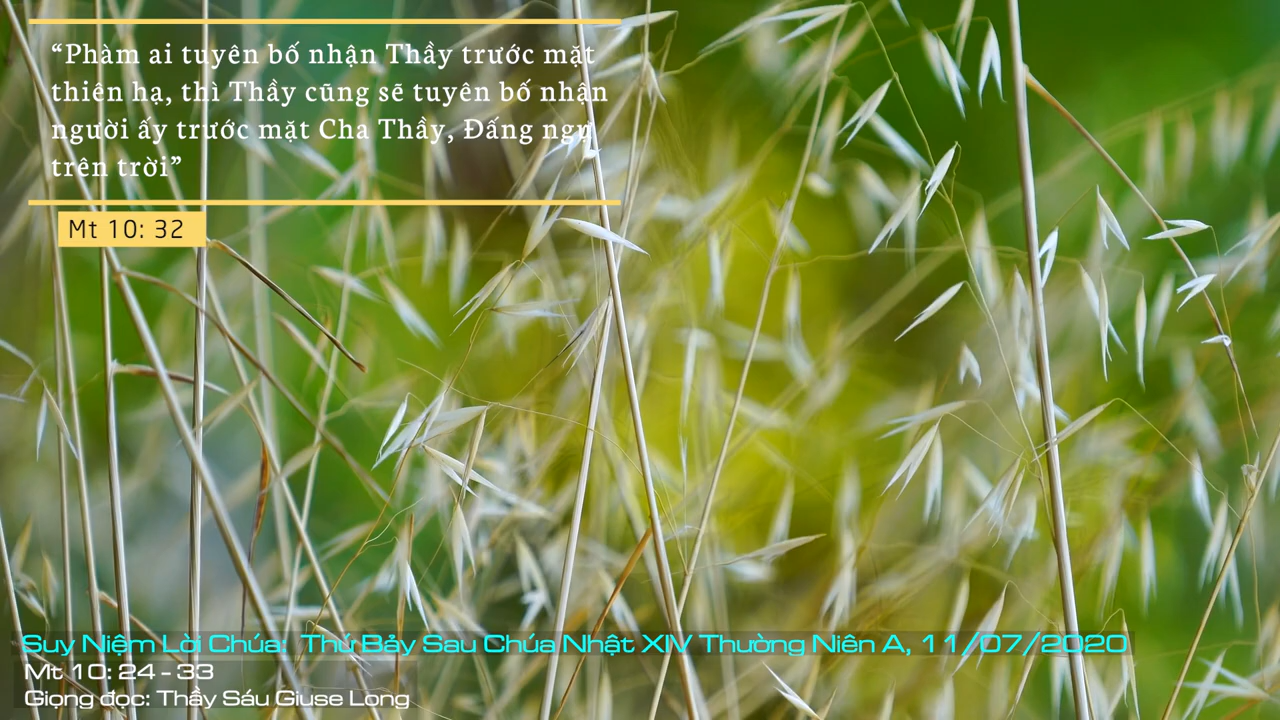 “Phàm ai tuyên bố nhận Thầy trước mặt
thiên hạ, thì Thầy cũng sẽ tuyên bố nhận
người ấy trước mặt Cha Thầy, Đấng ngự
trên trời”
Mt 10: 32
Suy Niệm Lời Chúa: Thứ Bảy Sau Chúa Nhật XIV Thường Niên A, 11/07/2020
Mt 10: 24 - 33
Giọng đọc: Thầy Sáu Giuse Long